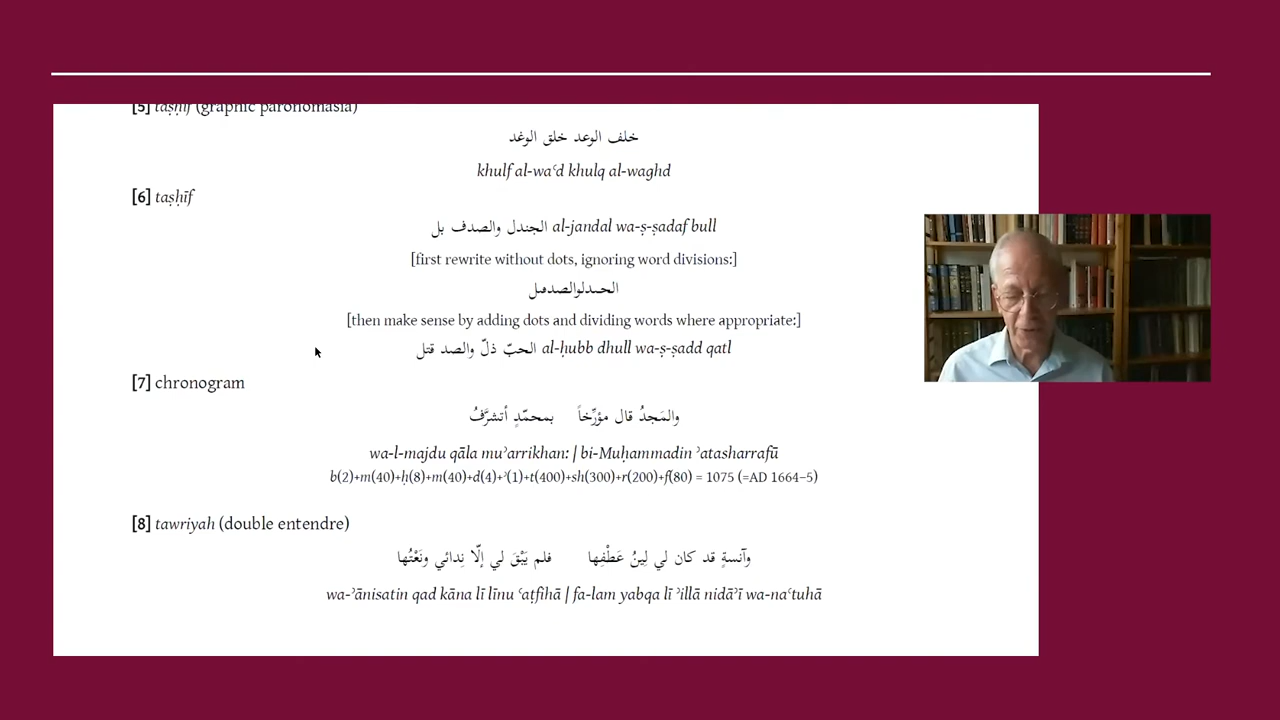 [5] taṣḥīf (graphic paronomasia)
خلف الوعد خلق الوغد
khulf al-waʿd khulq al-waghd
[6] taṣḥīf
الجندل والصدف بل al-jandal wa-ṣ-ṣadaf bull
[first rewrite without dots, ignoring word divisions:]
[then make sense by adding dots and dividing words where appropriate:]
الحبّ ذلّ والصد قتل al-ḥubb dhull wa-ṣ-ṣadd qatl
[7] chronogram
والمَجدُ قال مؤرِّخاً بمحمّدٍ أتشرَّفُ
wa-l-majdu qāla muʾarrikhan: | bi-Muḥammadin ʾatasharrafū
b(2)+m(40)+ḥ(8)+m(40)+d(4)+ʾ(1)+t(400)+sh(300)+r(200)+f(80) = 1075 (=AD 1664–5)
[8] tawriyah (double entendre)
وآنسةٍ قد كان لي لِينُ عَطْفِها فلم يَبْقَ لي إلّا نِدائي ونَعْتُها
wa-ʾānisatin qad kāna lī līnu ʿaṭfihā | fa-lam yabqa lī ʾillā nidāʾī wa-naʿtuhā